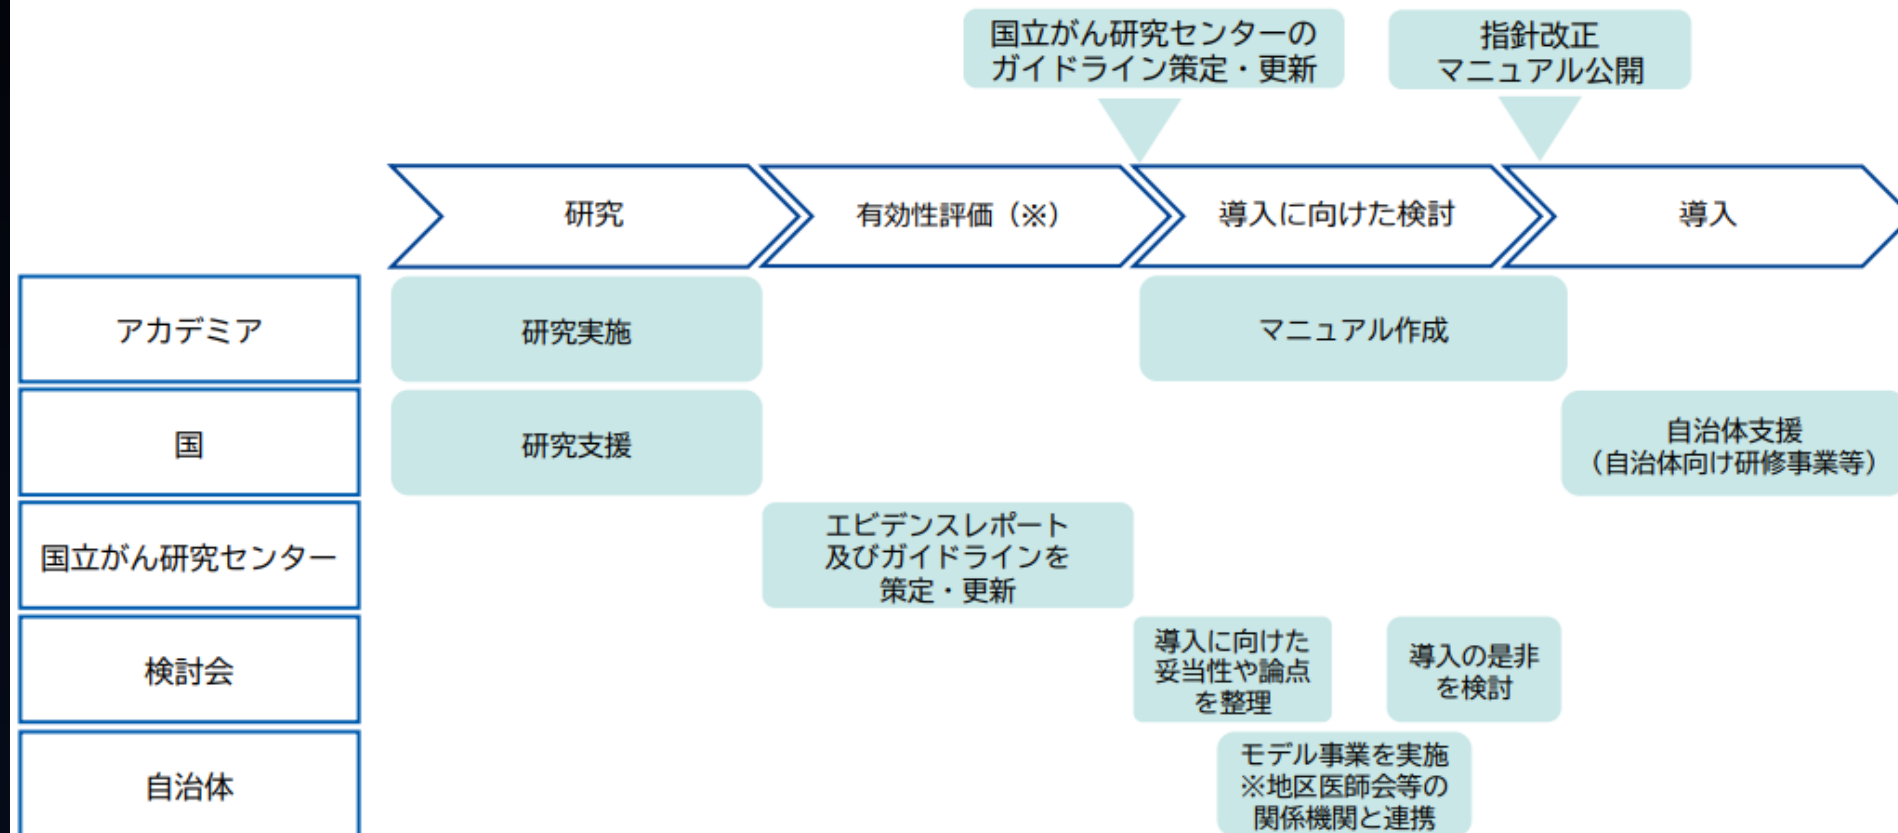 国立がん研究センターの
ガイドライン策定・更新
指針改正
マニュアル公開
研究
有効性評価（※）
導入に向けた検討
導入
アカデミア
研究実施
マニュアル作成
国
研究支援
自治体支援
（自治体向け研修事業等）
国立がん研究センター
エビデンスレポート
及びガイドラインを
策定・更新
検討会
導入に向けた
妥当性や論点
を整理
導入の是非
を検討
自治体
モデル事業を実施
※地区医師会等の
関係機関と連携